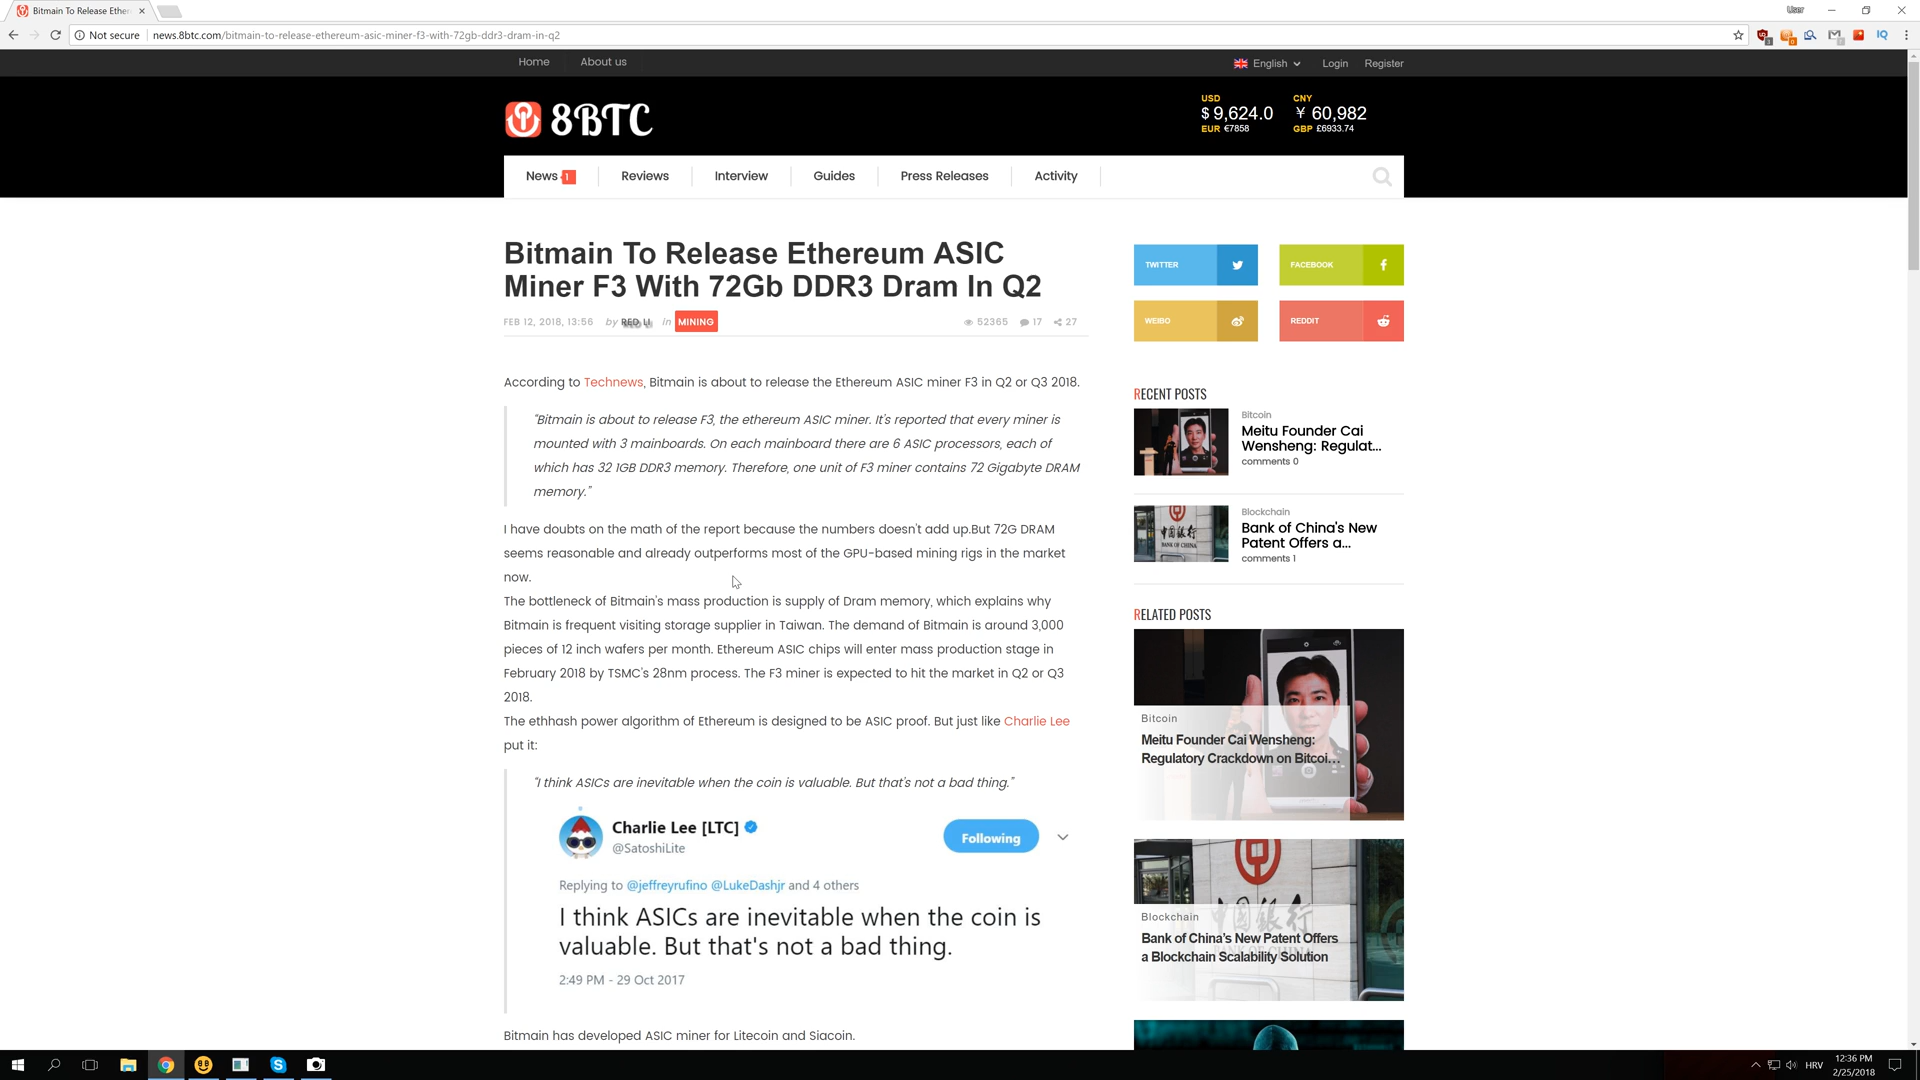 Bitmain To Release Ether
User
Not secure
news.8btc.com/bitmain-to-release-ethereum-asic-miner-f3-with-72gb-ddr3-dram-in-q2
IQ
Home About us
English Login Register
8BTC
USD
$ 9,624.0
EUR €7858
CNY
¥ 60,982
GBP £6933.74
News 1 Reviews Interview Guides Press Releases Activity
Bitmain To Release Ethereum ASIC
Miner F3 With 72Gb DDR3 Dram In Q2
FEB 12, 2018, 13:56 by RED LI in MINING 52365 17 27
According to Technews, Bitmain is about to release the Ethereum ASIC miner F3 in Q2 or Q3 2018.
“Bitmain is about to release F3, the ethereum ASIC miner. It’s reported that every miner is
mounted with 3 mainboards. On each mainboard there are 6 ASIC processors, each of
which has 32 1GB DDR3 memory. Therefore, one unit of F3 miner contains 72 Gigabyte DRAM
memory.”
I have doubts on the math of the report because the numbers doesn’t add up.But 72G DRAM
seems reasonable and already outperforms most of the GPU-based mining rigs in the market
now.
The bottleneck of Bitmain’s mass production is supply of Dram memory, which explains why
Bitmain is frequent visiting storage supplier in Taiwan. The demand of Bitmain is around 3,000
pieces of 12 inch wafers per month. Ethereum ASIC chips will enter mass production stage in
February 2018 by TSMC’s 28nm process. The F3 miner is expected to hit the market in Q2 or Q3
2018.
The ethhash power algorithm of Ethereum is designed to be ASIC proof. But just like Charlie Lee
put it:
“I think ASICs are inevitable when the coin is valuable. But that’s not a bad thing.”
Charlie Lee [LTC]
@SatoshiLite
Following
Replying to @jeffreyrufino @LukeDashjr and 4 others
I think ASICs are inevitable when the coin is
valuable. But that's not a bad thing.
2:49 PM - 29 Oct 2017
Bitmain has developed ASIC miner for Litecoin and Siacoin.
TWITTER
FACEBOOK
WEIBO
REDDIT
RECENT POSTS
Bitcoin
Meitu Founder Cai
Wensheng: Regulat...
comments 0
中国銀行
BANK OF CHINA
Blockchain
Bank of China's New
Patent Offers a...
comments 1
RELATED POSTS
Bitcoin
Meitu Founder Cai Wensheng:
Regulatory Crackdown on Bitcoi…
中国銀行
BANK OF CHINA
Blockchain
Bank of China’s New Patent Offers
a Blockchain Scalability Solution
HRV
12:36 PM
2/25/2018